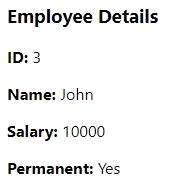 Employee Details
ID: 3
Name: John
Salary: 10000
Permanent: Yes